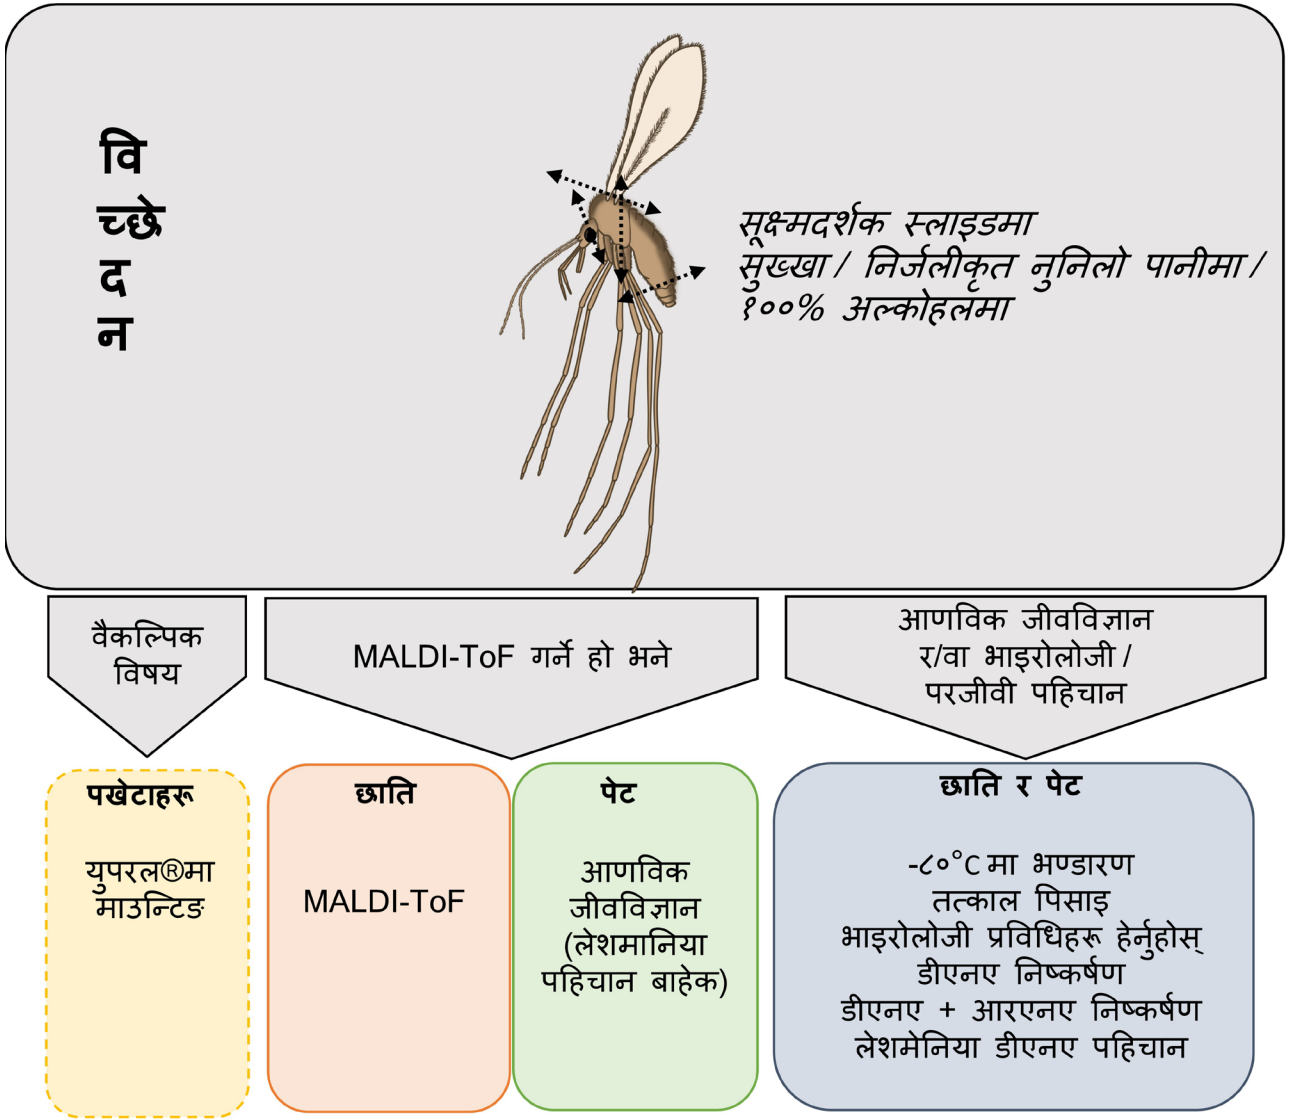 वि
च्छे
द
न
सूक्ष्मदर्शक स्लाइडमा
सुख्खा / निर्जलीकृत नुनिलो पानीमा /
१००% अल्कोहलमा
वैकल्पिक
विषय
MALDI-ToF गर्ने हो भने
आणविक जीवविज्ञान
र/वा भाइरोलोजी /
परजीवी पहिचान
पखेटाहरू
युपरल®मा
माउन्टिङ
छाति
MALDI-ToF
पेट
आणविक
जीवविज्ञान
(लेशमानिया
पहिचान बाहेक)
छाति र पेट
-८०°C मा भण्डारण
तत्काल पिसाइ
भाइरोलोजी प्रविधिहरू हेर्नुहोस्
डीएनए निष्कर्षण
डीएनए + आरएनए निष्कर्षण
लेशमेनिया डीएनए पहिचान